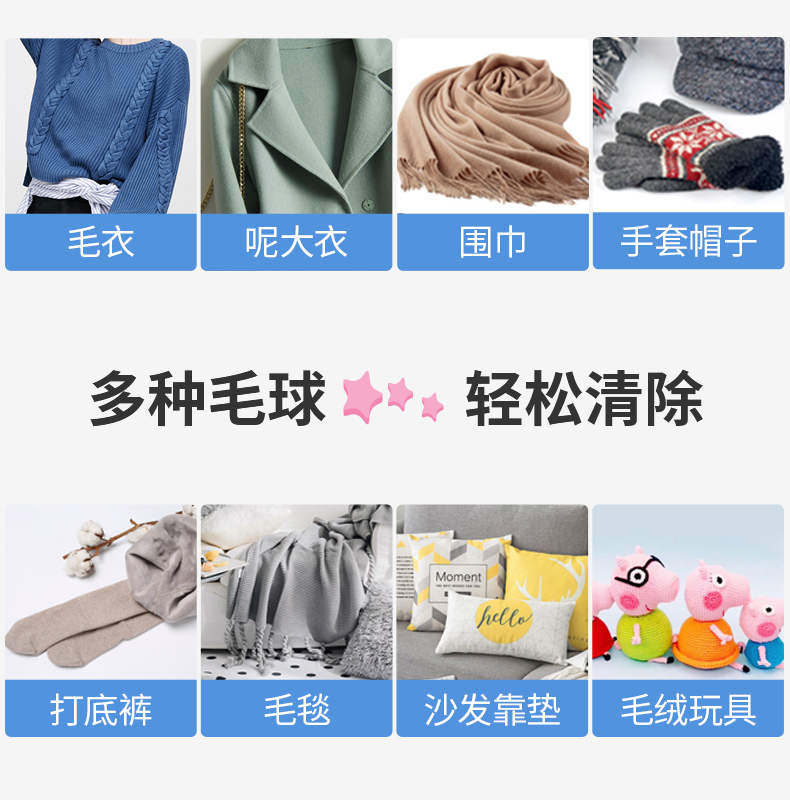 毛衣
呢大衣
围巾
手套帽子
多种毛球 轻松清除
Moment
hello
打底裤
毛毯
沙发靠垫
毛绒玩具